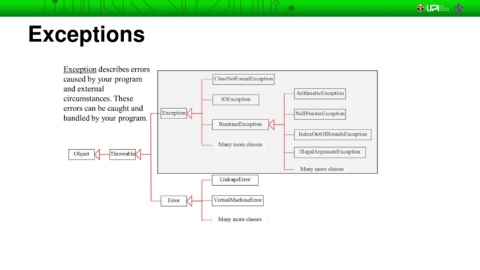 UPI
Exceptions
Exception describes errors
caused by your program
and external
circumstances. These
errors can be caught and
handled by your program.
ClassNotFoundException
IOException
ArithmeticException
Exception
NullPointerException
RuntimeException
IndexOutOfBoundsException
Many more classes
IllegalArgumentException
Object
Throwable
Many more classes
LinkageError
Error
VirtualMachineError
Many more classes